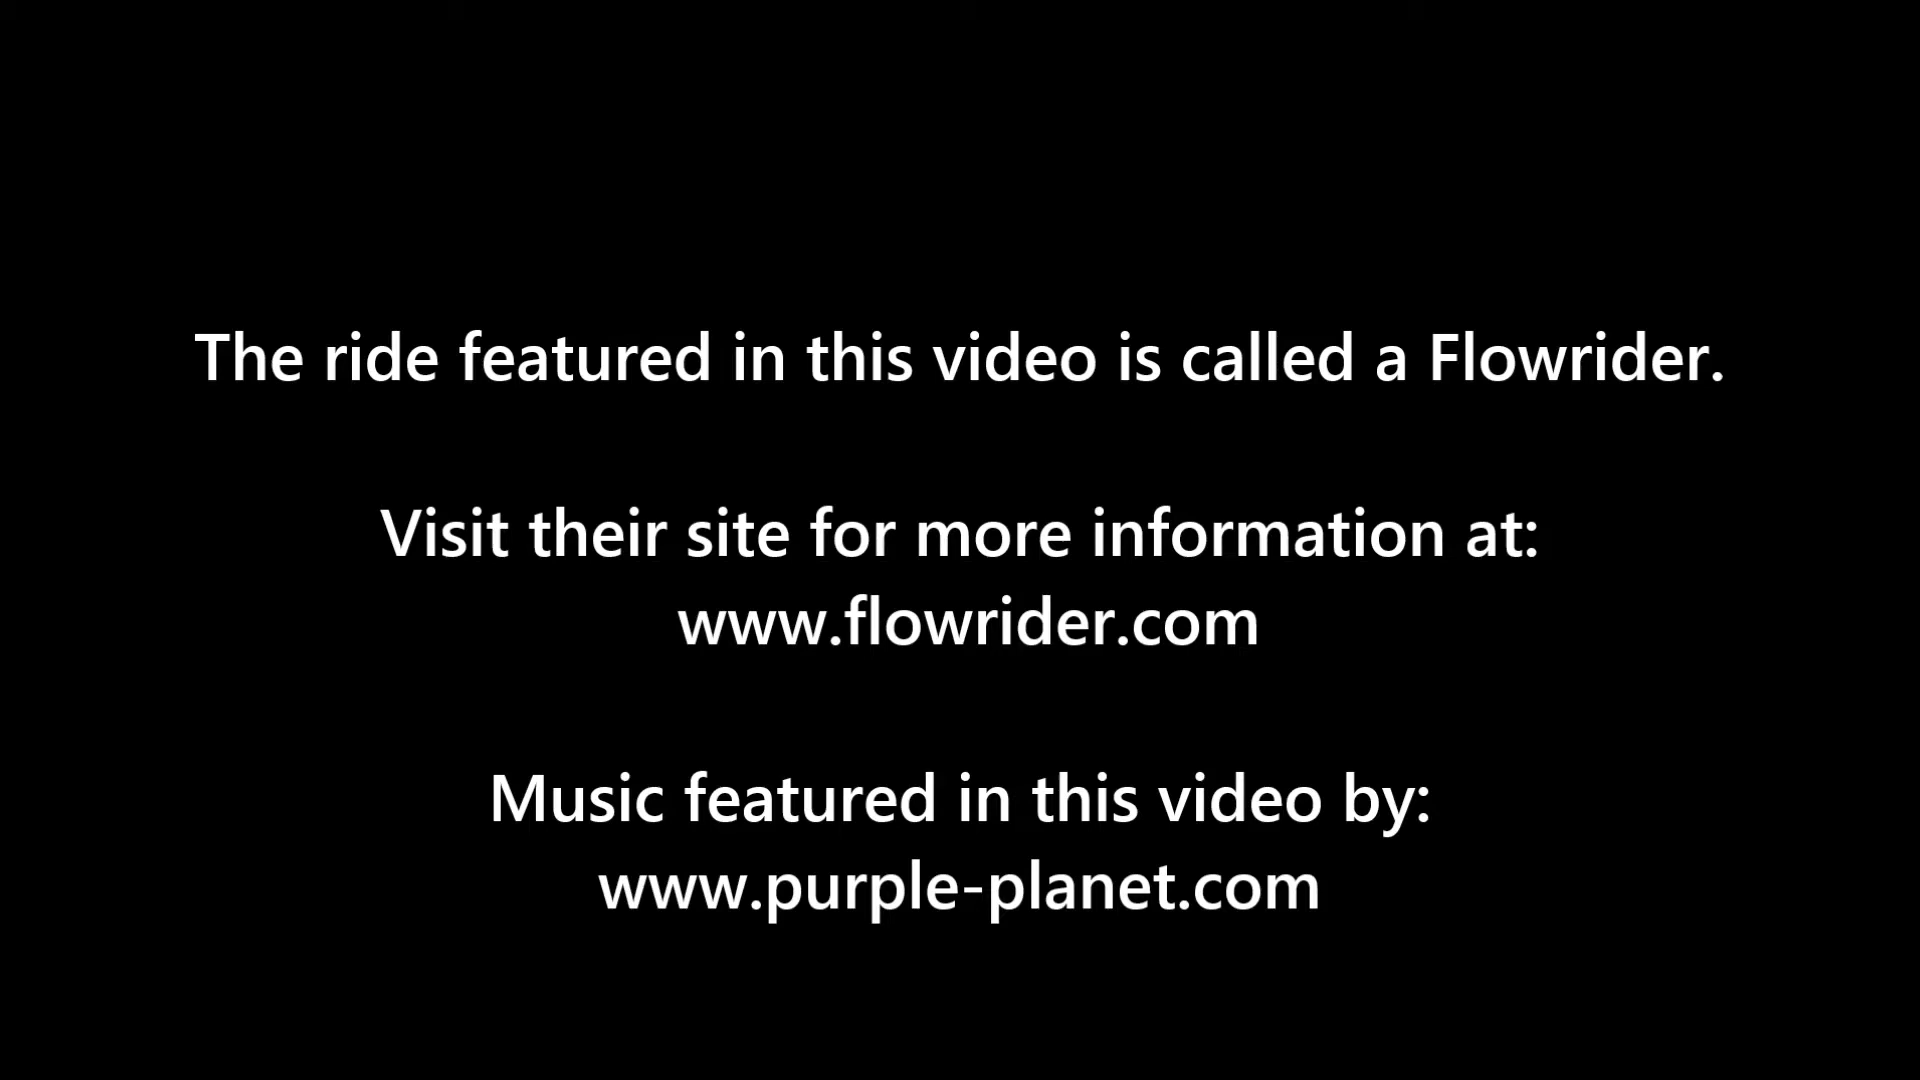 The ride featured in this video is called a Flowrider.
Visit their site for more information at:
www.flowrider.com
Music featured in this video by:
www.purple-planet.com